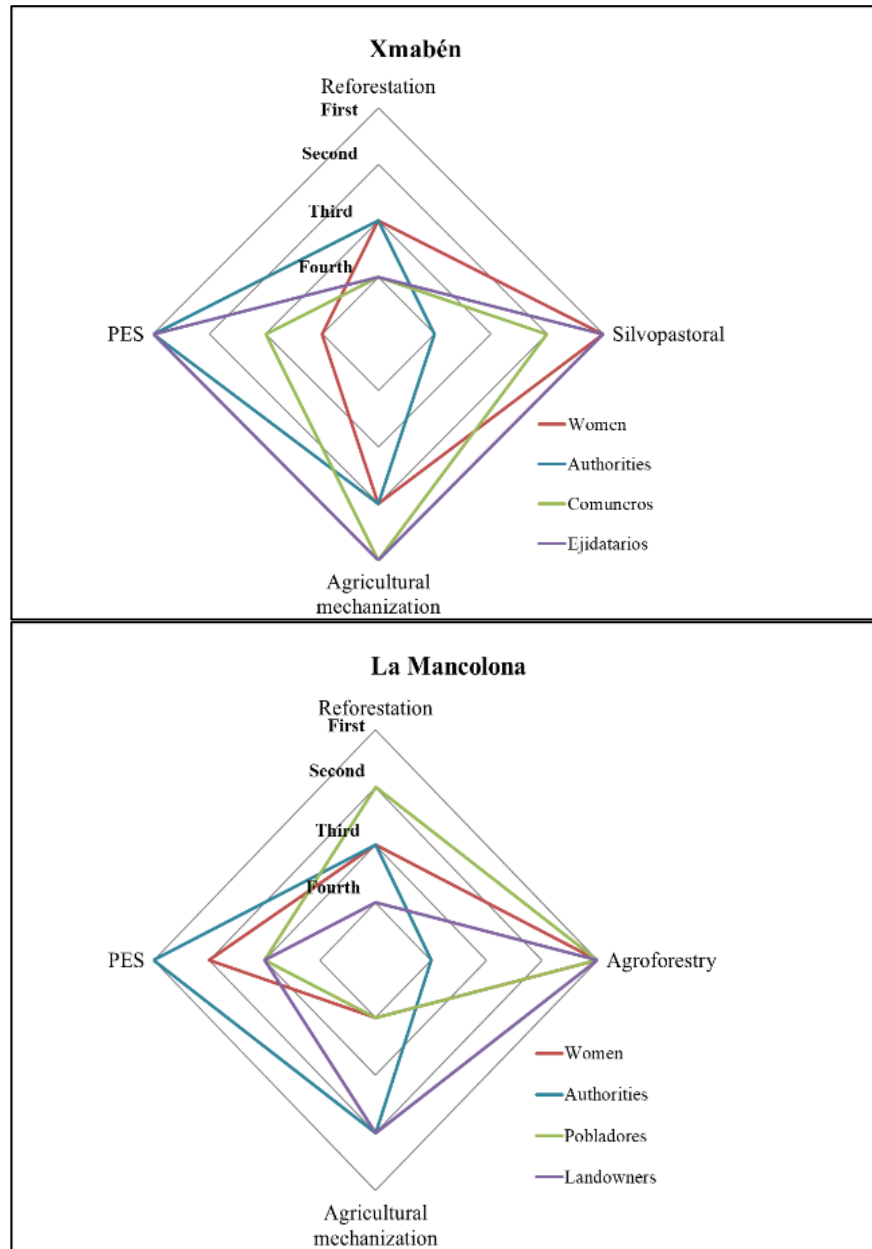 Xmabén
Reforestation
First
Second
Third
Fourth
PES
Silvopastoral
Women
Authorities
Comuneros
Ejidatarios
Agricultural
mechanization
La Mancolona
Reforestation
First
Second
Third
Fourth
PES
Agroforestry
Women
Authorities
Pobladores
Landowners
Agricultural
mechanization